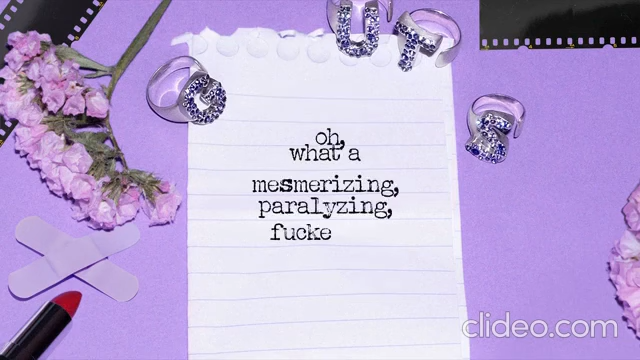 G U T S
oh,
what a
mesmerizing,
paralyzing,
fucke
clideo.com